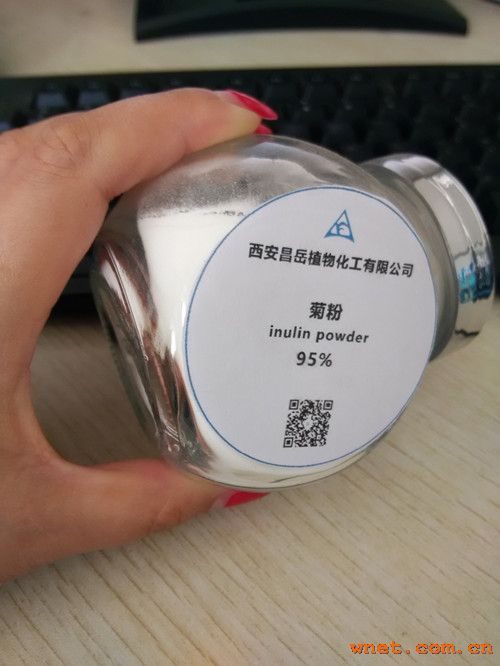 西安昌岳植物化工有限公司
菊粉
inulin powder
95%
wnet.com.cn